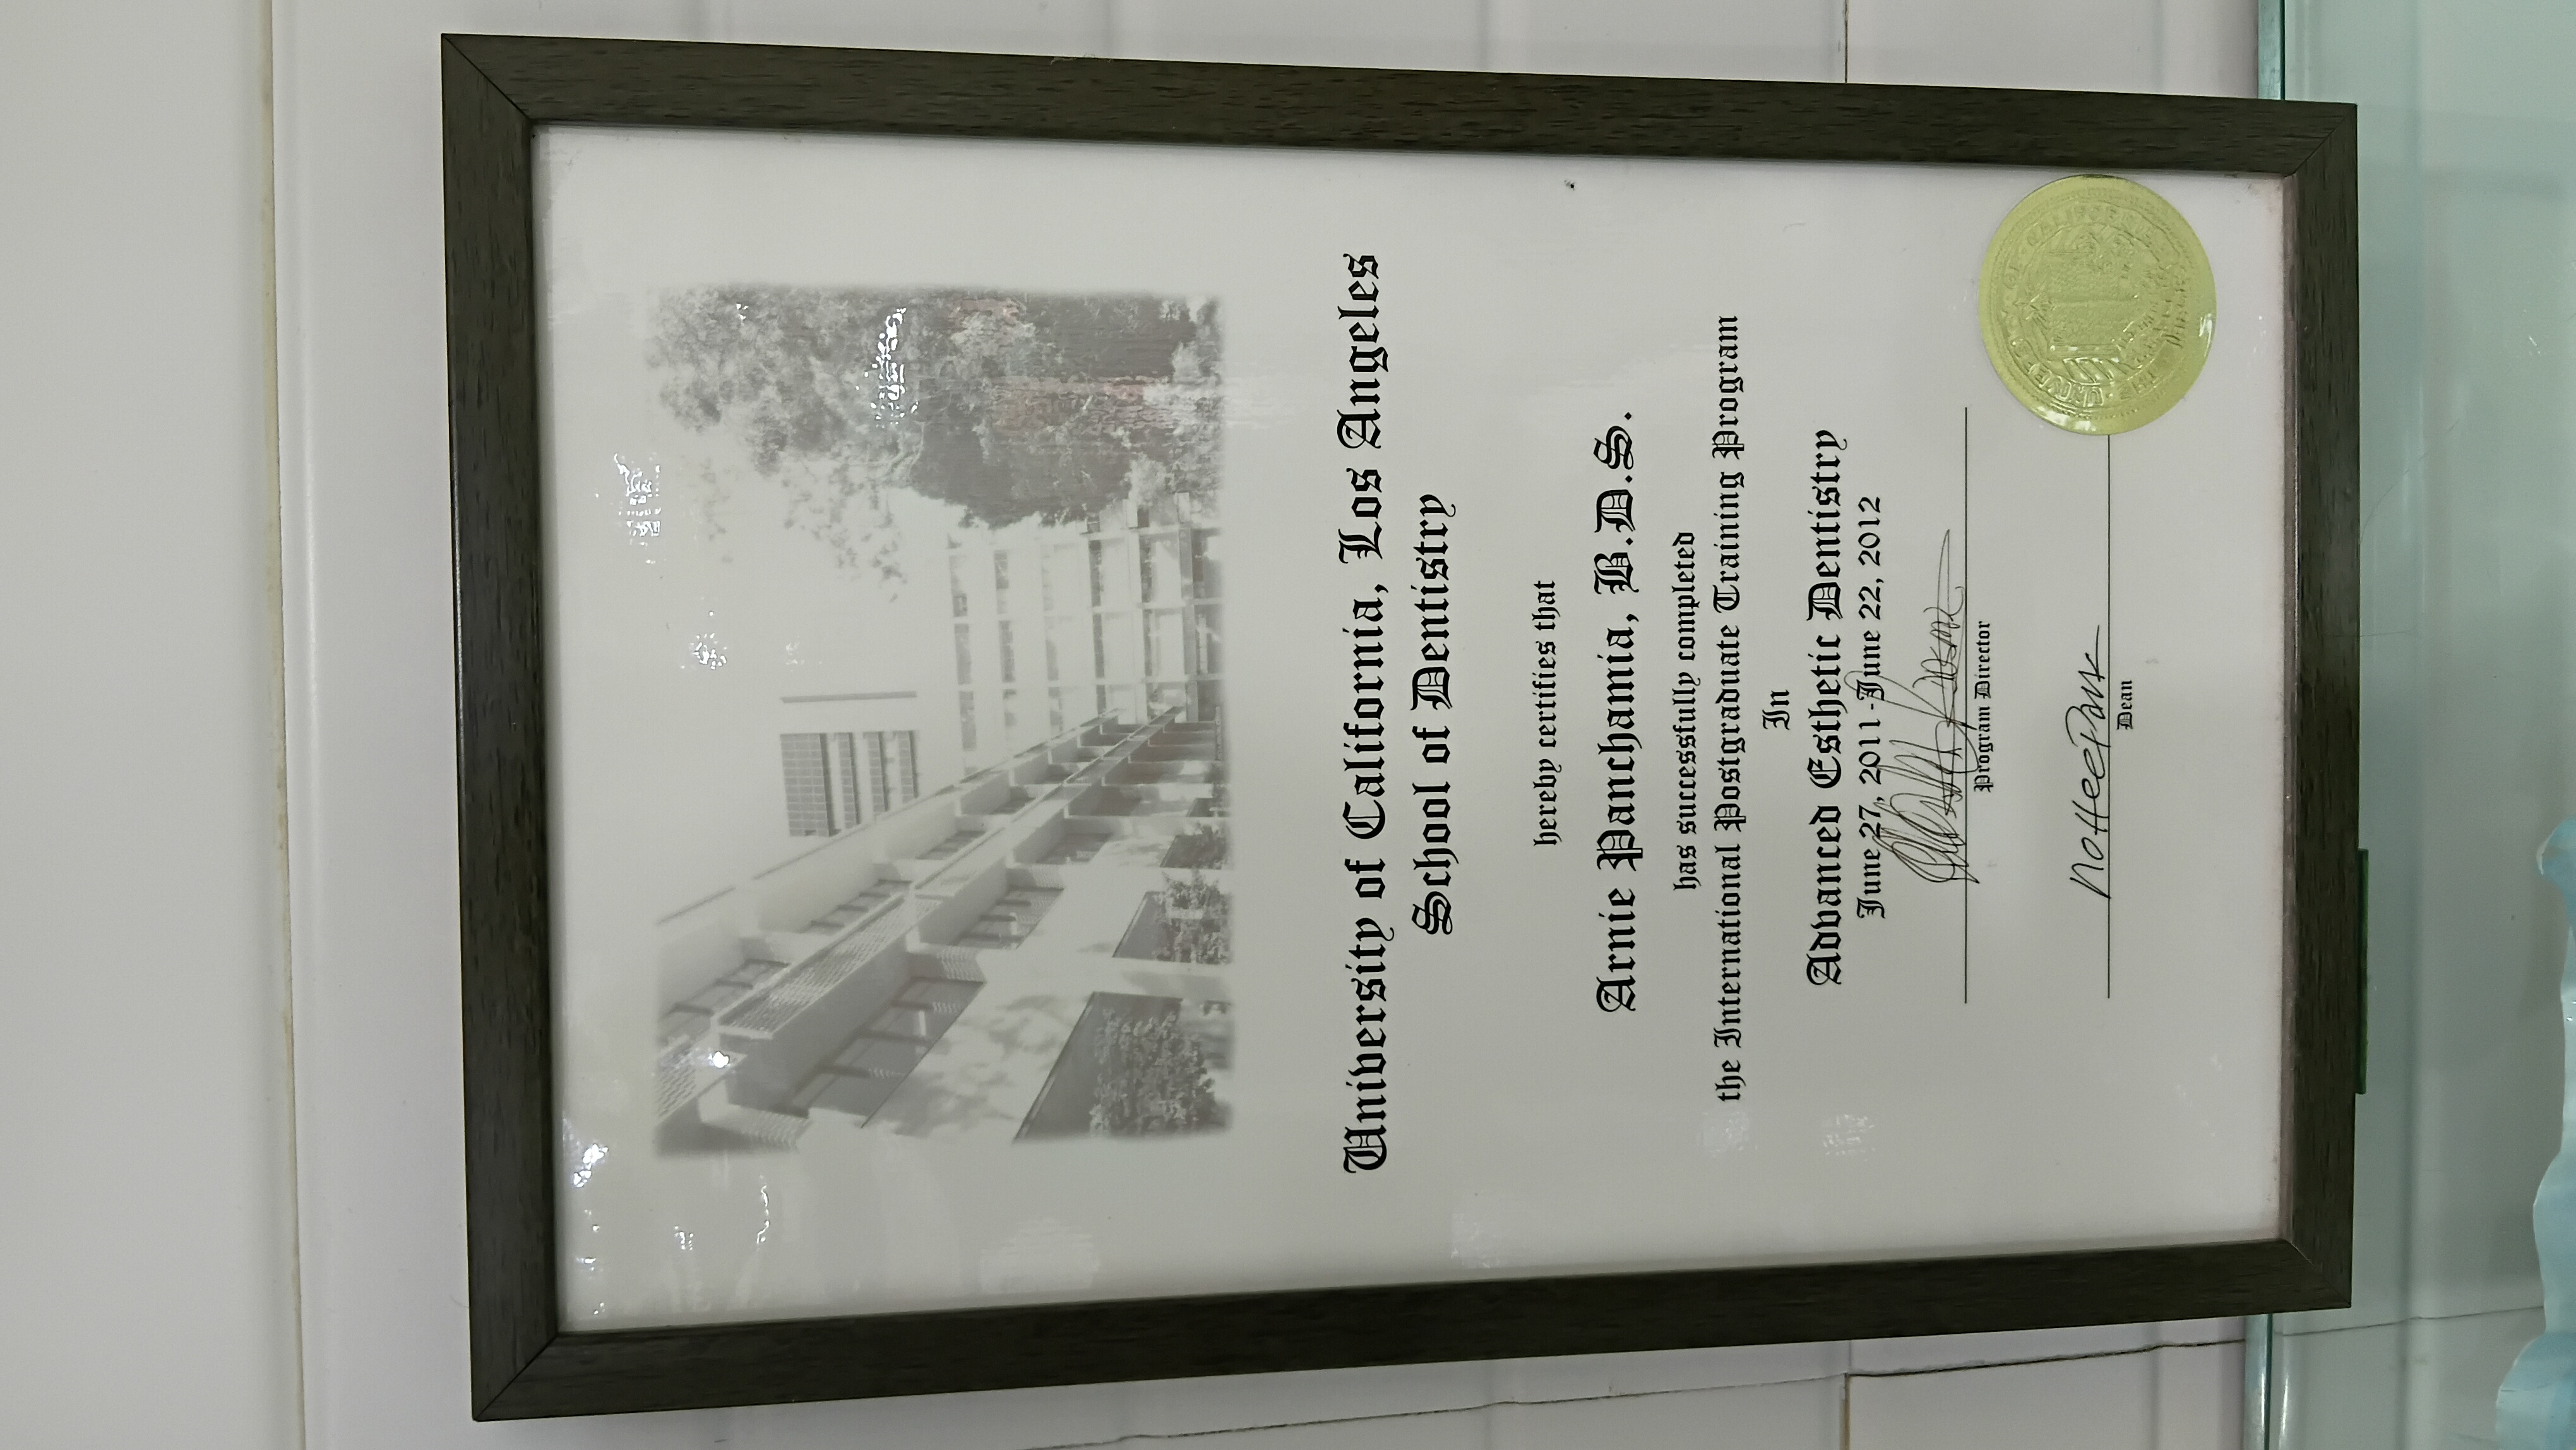 University of California, Los Angeles
School of Dentistry
hereby certifies that
Arnie Panchamia, B.D.S.
has successfully completed
the International Postgraduate Training Program
In
Advanced Esthetic Dentistry
June 27, 2011-June 22, 2012
Program Director
NoHeePark
Dean